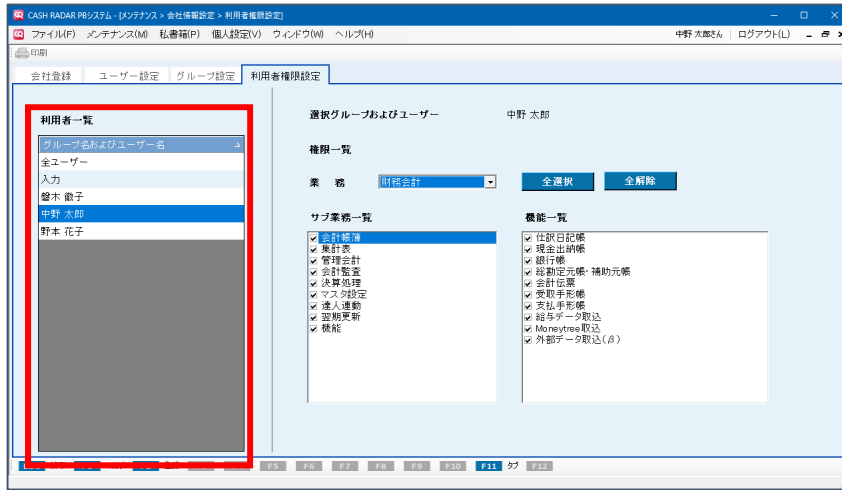 CASH RADAR PBシステム - [メンテナンス > 会社情報設定 > 利用者権限設定]
ファイル(F) メンテナンス(M) 私書箱(P) 個人設定(V) ウィンドウ(W) ヘルプ(H) 中野 太郎さん ログアウト(L)
印刷
会社登録 ユーザー設定 グループ設定 利用者権限設定
利用者一覧
グループ名およびユーザー名
全ユーザー
入力
磐木 徹子
中野 太郎
野本 花子
選択グループおよびユーザー 中野 太郎
権限一覧
業 務 財務会計 全選択 全解除
サブ業務一覧
会計帳簿
集計表
管理会計
会計監査
決算処理
マスタ設定
達人連動
翌期更新
機能
機能一覧
仕訳日記帳
現金出納帳
銀行帳
総勘定元帳・補助元帳
会計伝票
受取手形帳
支払手形帳
給与データ取込
Moneytree取込
外部データ取込(β)
F5 F6 F7 F8 F9 F10 F11 タブ F12